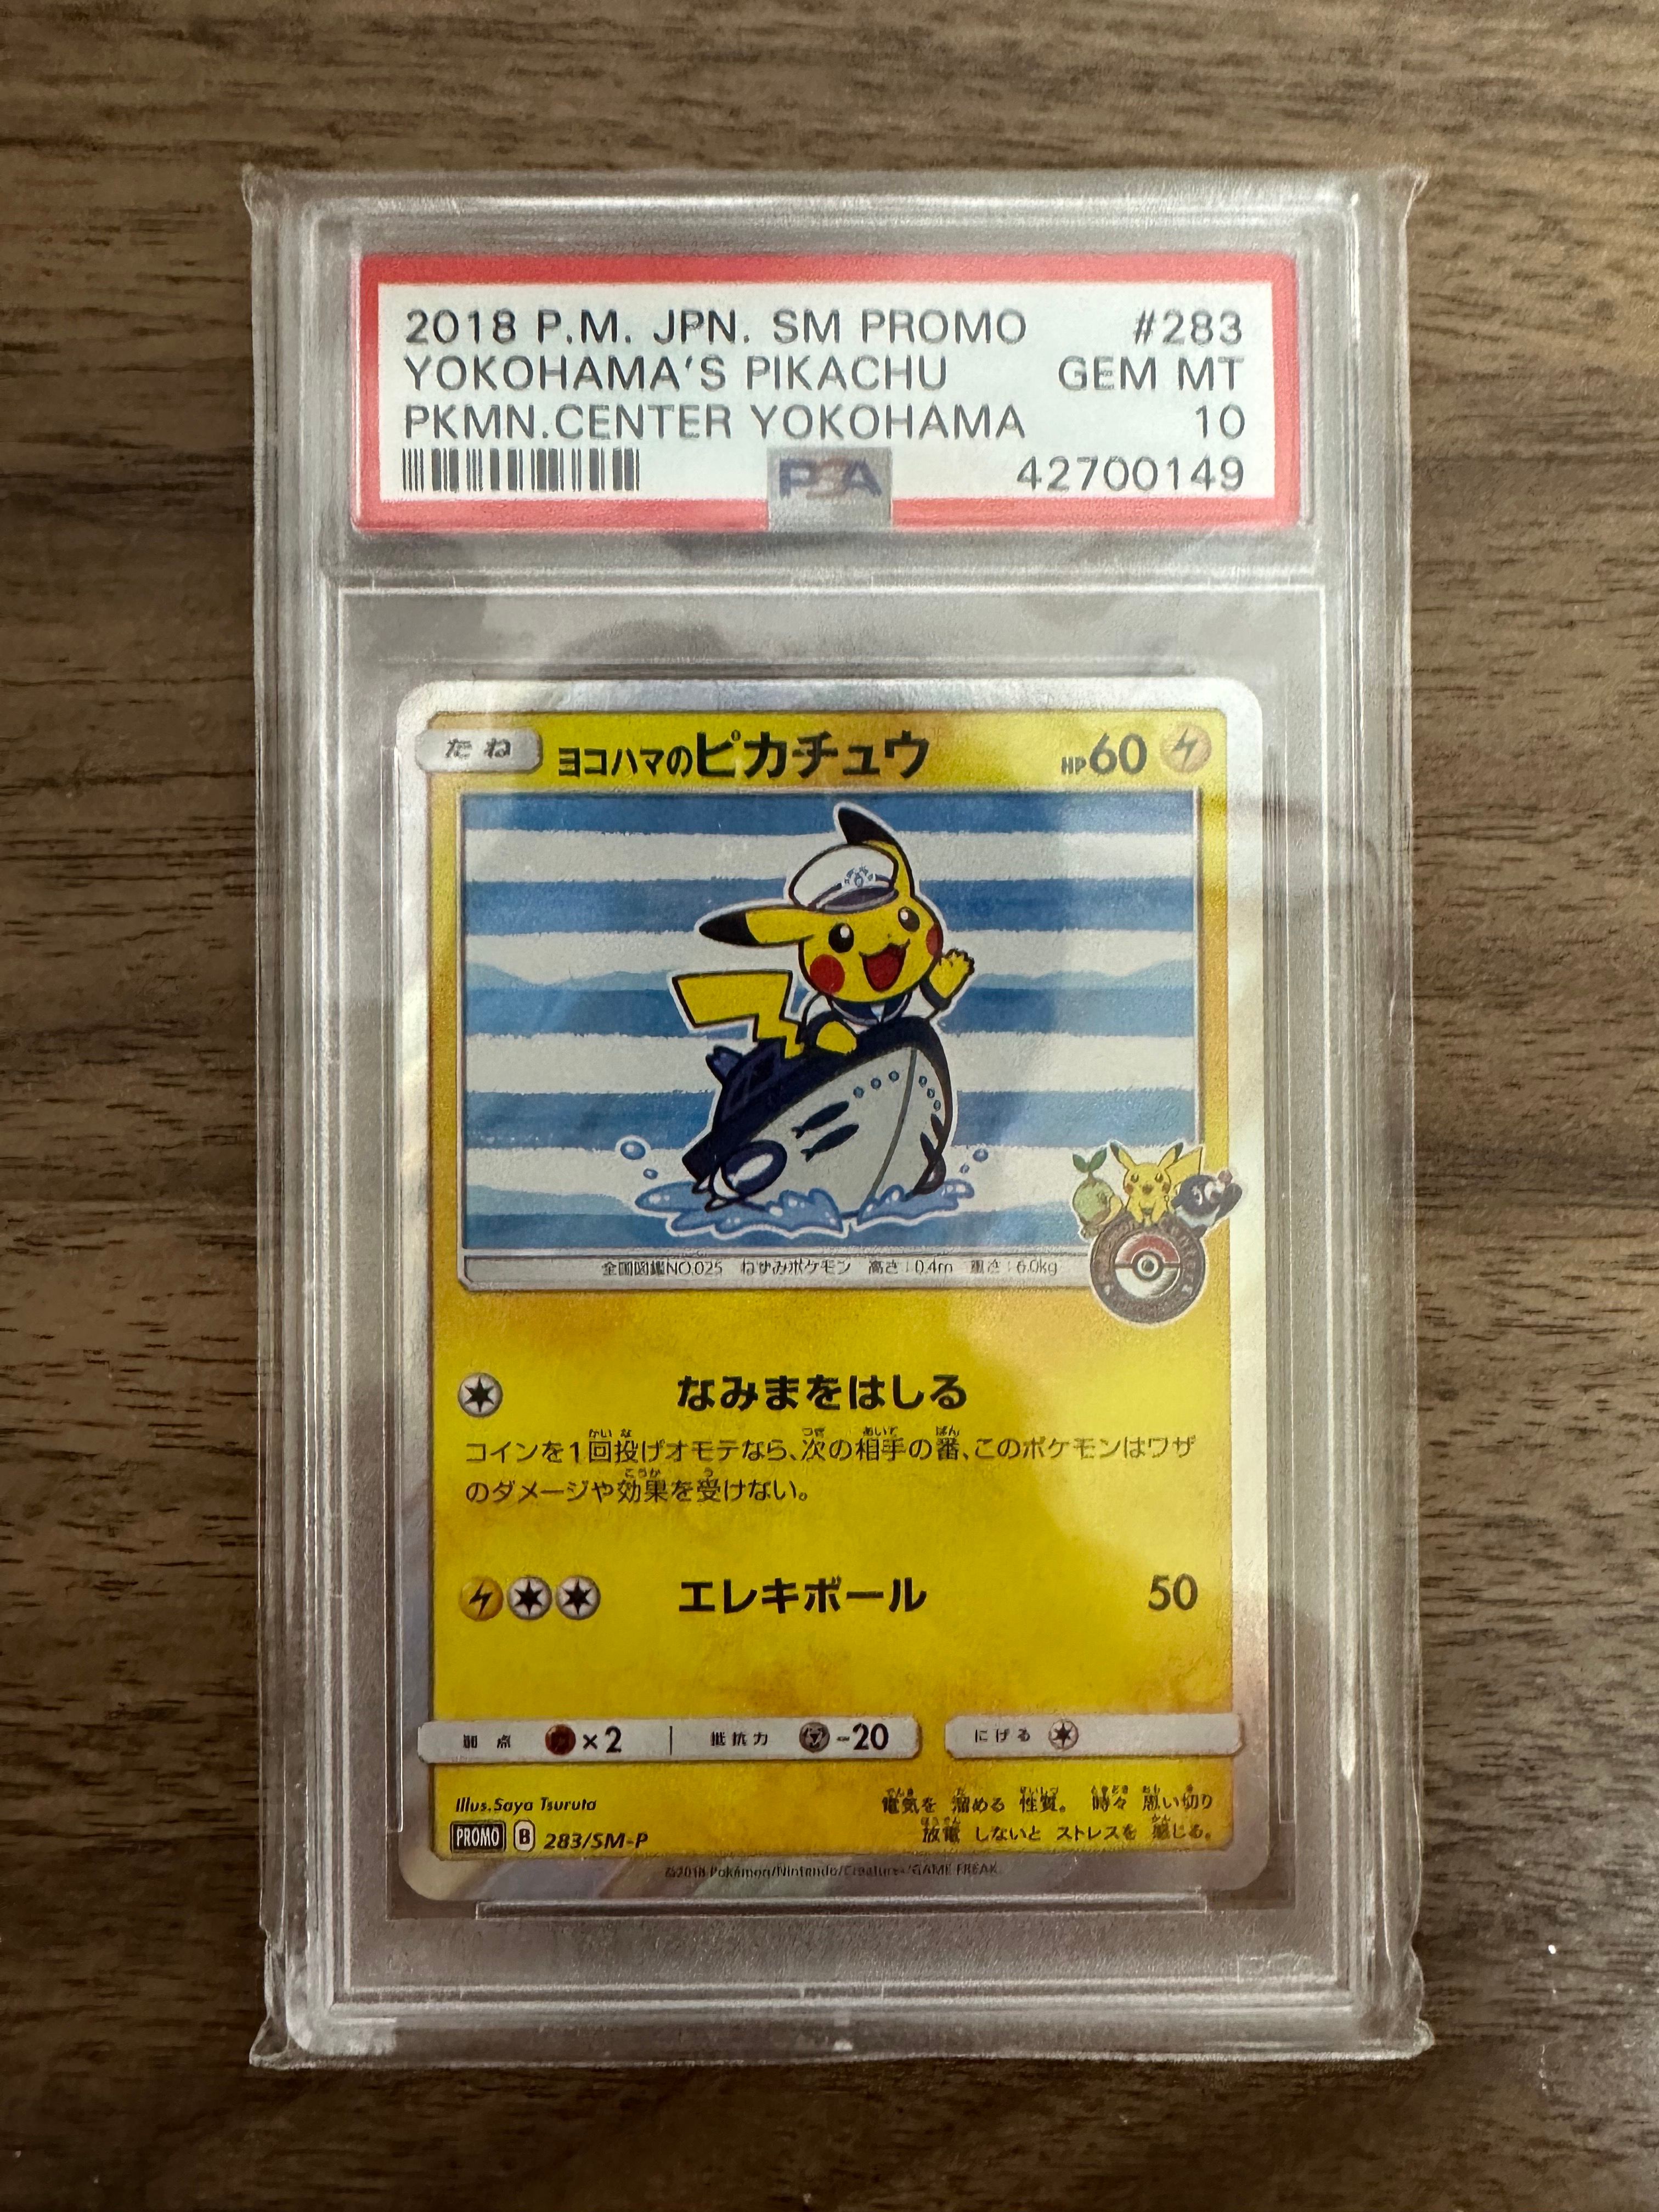 2018 P.M. JPN. SM PROMO #283
YOKOHAMA'S PIKACHU GEM MT
PKMN.CENTER YOKOHAMA 10
PSA 42700149
たね ヨコハマのピカチュウ HP60
全国図鑑NO.025 ねずみポケモン 高さ:0.4m 重さ:6.0kg
なみまをはしる
コインを1回投げオモテなら、次の相手の番、このポケモンはワザ
のダメージや効果を受けない。
エレキボール 50
弱点 ×2 抵抗力 -20 にげる
Illus.Saya Tsuruta
電気を 溜める 性質。 時々 思い切り
放電 しないと ストレスを 感じる。
PROMO B 283/SM-P
©2018 Pokémon/Nintendo/Creatures/GAME FREAK